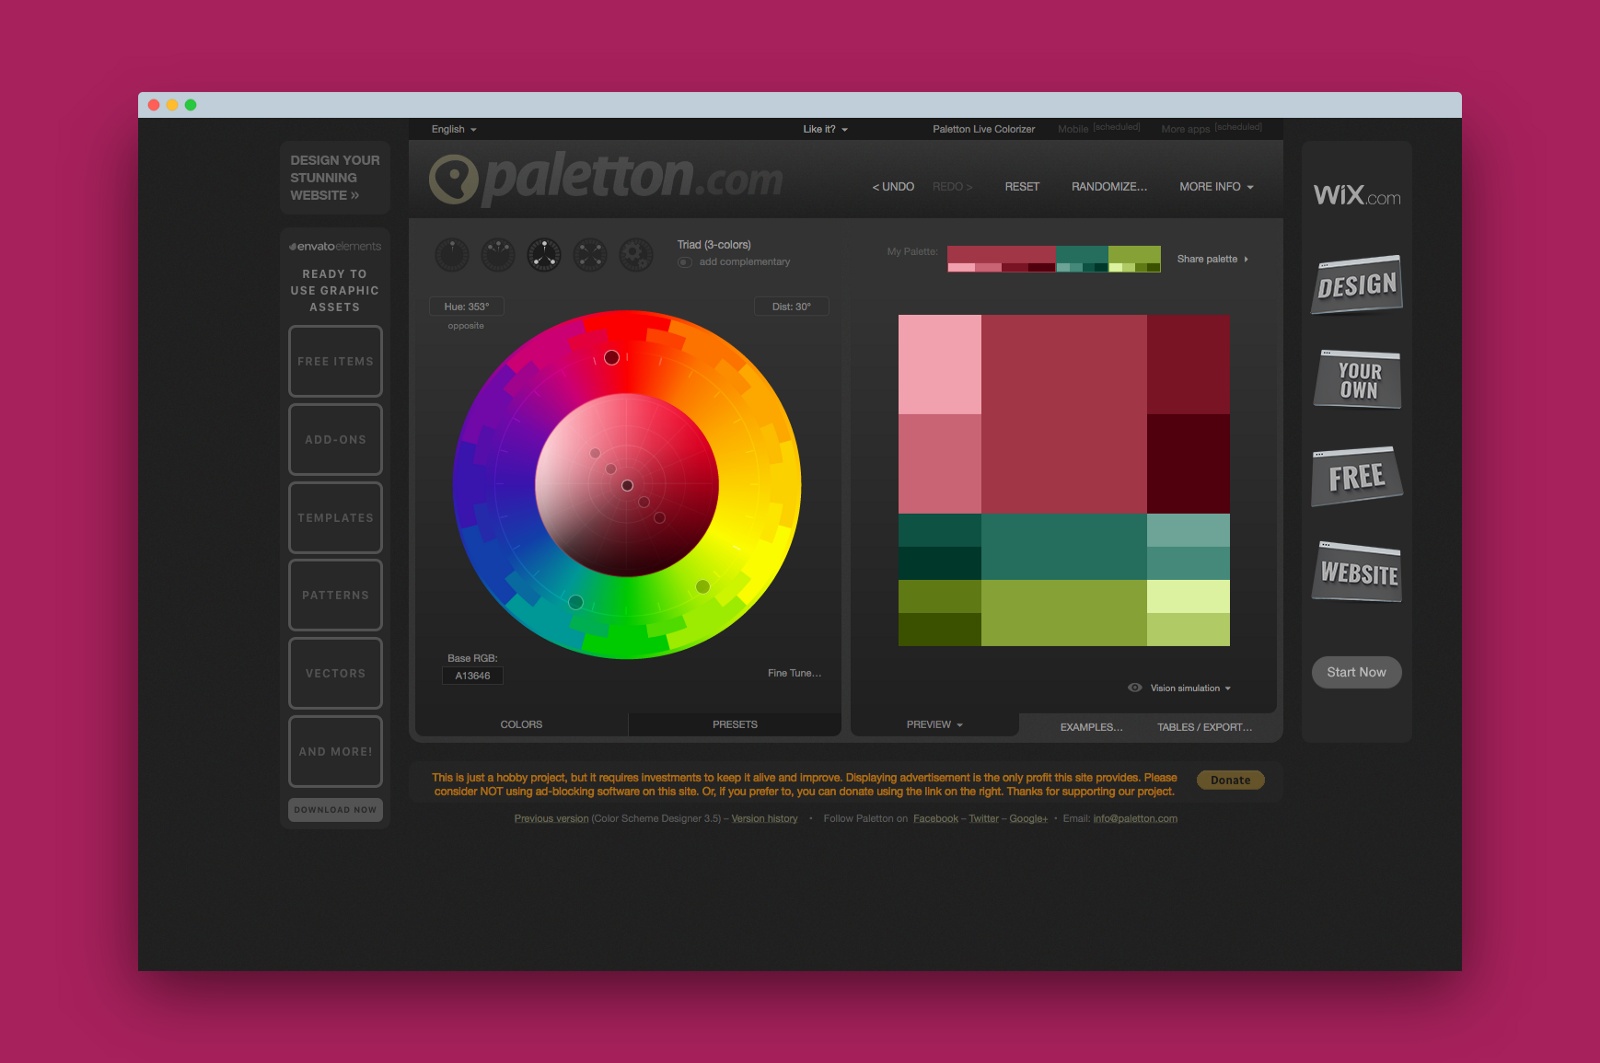 English
Like it?
Paletton Live Colorizer
Mobile [scheduled]
More apps [scheduled]
DESIGN YOUR
STUNNING
WEBSITE »
paletton.com
< UNDO
REDO >
RESET
RANDOMIZE...
MORE INFO
WiX.com
envatoelements
READY TO
USE GRAPHIC
ASSETS
FREE ITEMS
ADD-ONS
TEMPLATES
PATTERNS
VECTORS
AND MORE!
DOWNLOAD NOW
Triad (3-colors)
add complementary
My Palette:
Share palette
Hue: 353°
opposite
Dist: 30°
Base RGB:
A13646
Fine Tune...
Vision simulation
COLORS
PRESETS
PREVIEW
EXAMPLES...
TABLES / EXPORT...
DESIGN
YOUR
OWN
FREE
WEBSITE
Start Now
This is just a hobby project, but it requires investments to keep it alive and improve. Displaying advertisement is the only profit this site provides. Please
consider NOT using ad-blocking software on this site. Or, if you prefer to, you can donate using the link on the right. Thanks for supporting our project.
Donate
Previous version (Color Scheme Designer 3.5) – Version history • Follow Paletton on Facebook – Twitter – Google+ • Email: info@paletton.com